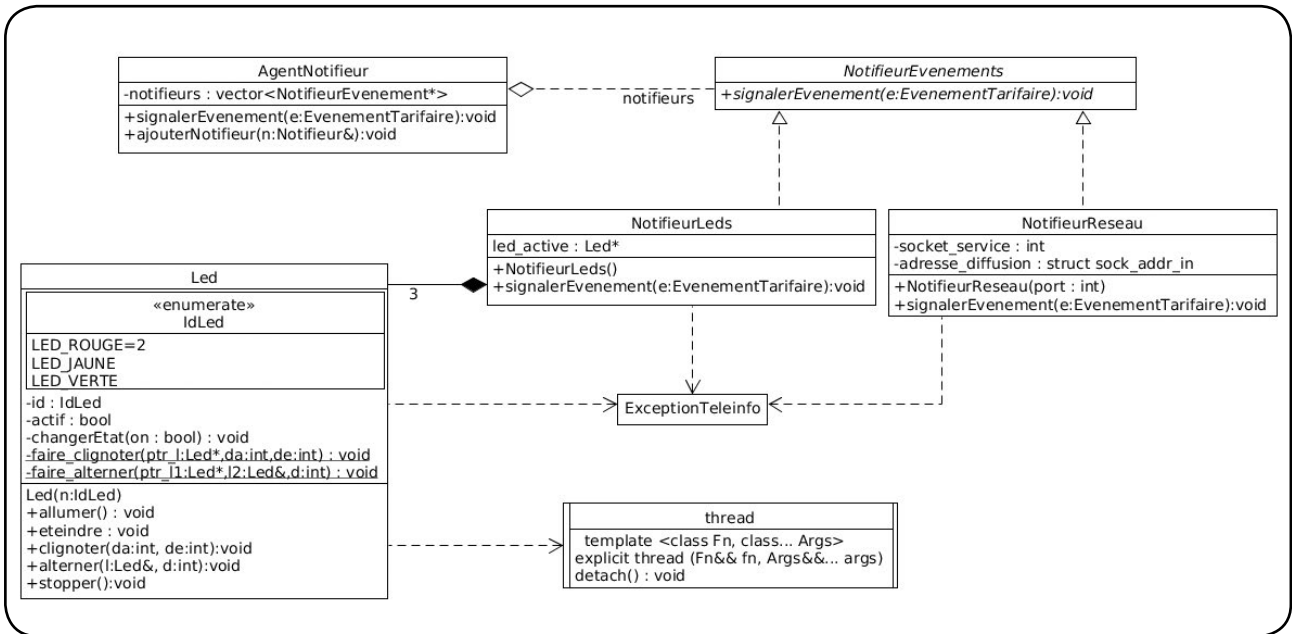 AgentNotifieur
-notifieurs : vector<NotifieurEvenement*>
+signalerEvenement(e:EvenementTarifaire):void
+ajouterNotifieur(n:Notifieur&):void
notifieurs
NotifieurEvenements
+signalerEvenement(e:EvenementTarifaire):void
NotifieurLeds
led_active : Led*
+NotifieurLeds()
+signalerEvenement(e:EvenementTarifaire):void
NotifieurReseau
-socket_service : int
-adresse_diffusion : struct sock_addr_in
+NotifieurReseau(port : int)
+signalerEvenement(e:EvenementTarifaire):void
Led
3
«enumerate»
IdLed
LED_ROUGE=2
LED_JAUNE
LED_VERTE
-id : IdLed
-actif : bool
-changerEtat(on : bool) : void
-faire_clignoter(ptr_l:Led*,da:int,de:int) : void
-faire_alterner(ptr_l1:Led*,l2:Led&,d:int) : void
Led(n:IdLed)
+allumer() : void
+eteindre : void
+clignoter(da:int, de:int):void
+alterner(l:Led&, d:int):void
+stopper():void
ExceptionTeleinfo
thread
template <class Fn, class... Args>
explicit thread (Fn&& fn, Args&&... args)
detach() : void